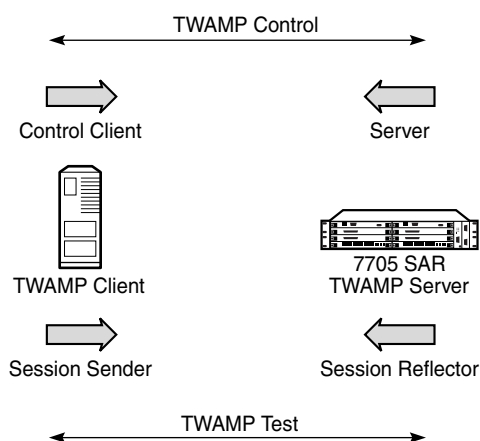 TWAMP Control
Control Client
Server
7705 SAR
TWAMP Client
TWAMP Server
Session Sender
Session Reflector
TWAMP Test